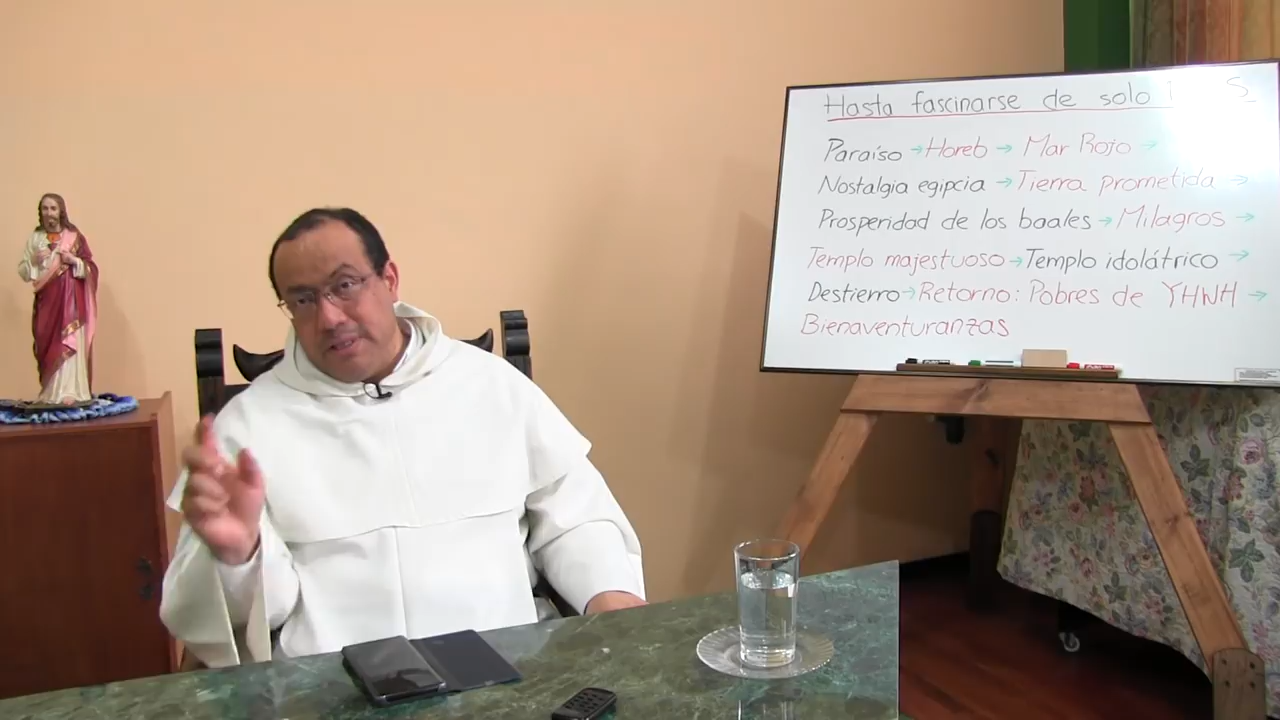 Hasta fascinarse de solo
Paraíso → Horeb → Mar Rojo →
Nostalgia egipcia → Tierra prometida →
Prosperidad de los baales → Milagros →
Templo majestuoso → Templo idolátrico →
Destierro → Retorno: Pobres de YHWH →
Bienaventuranzas